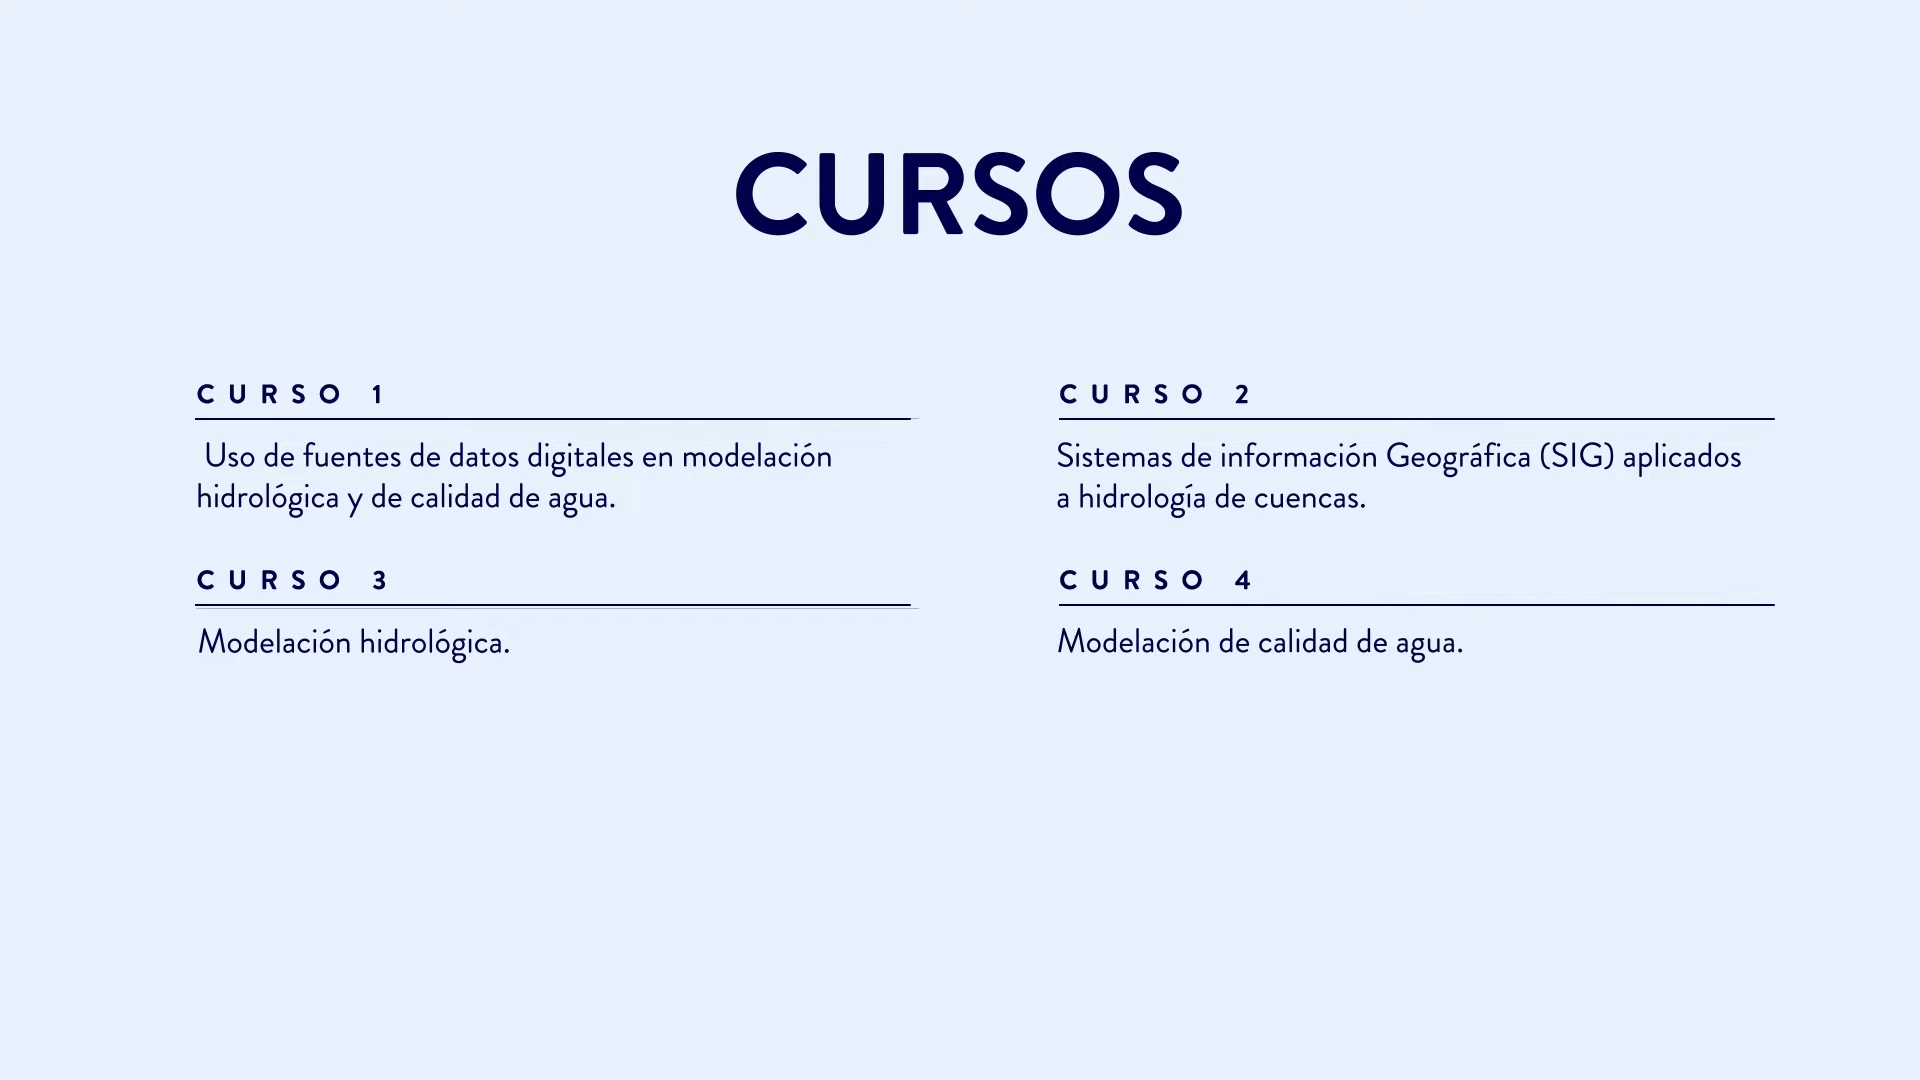 CURSOS
CURSO 1
Uso de fuentes de datos digitales en modelación
hidrológica y de calidad de agua.
CURSO 2
Sistemas de información Geográfica (SIG) aplicados
a hidrología de cuencas.
CURSO 3
Modelación hidrológica.
CURSO 4
Modelación de calidad de agua.